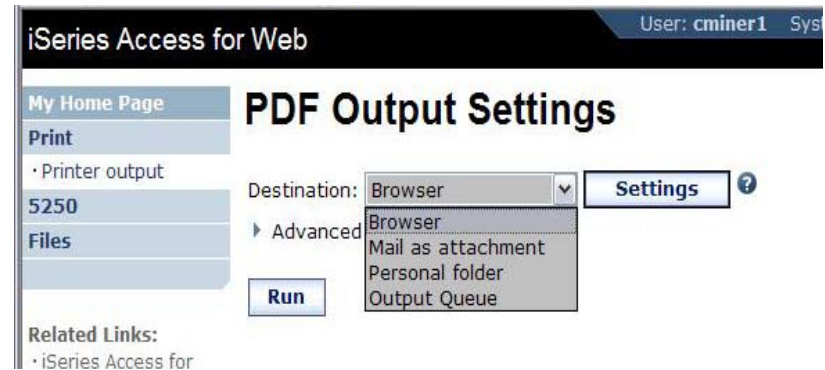 iSeries Access for Web
User: cminer1 Syst
My Home Page
Print
· Printer output
5250
Files
Related Links:
· iSeries Access for
PDF Output Settings
Destination: Browser Settings ?
Browser
Mail as attachment
Personal folder
Output Queue
Advanced
Run